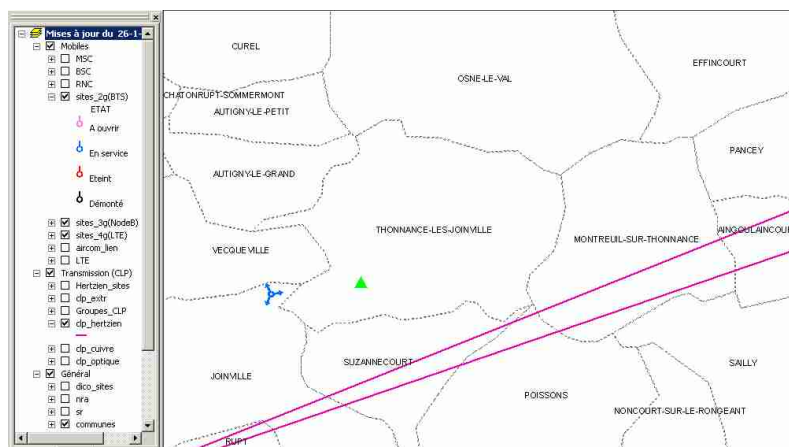 Mises à jour du 26-1-
Mobiles
MSC
BSC
RNC
sites_2g(BTS)
ETAT
A ouvrir
En service
Eteint
Démonté
sites_3g(NodeB)
sites_4g(LTE)
aircom_lien
LTE
Transmission (CLP)
Hertzien_sites
clp_extr
Groupes_CLP
clp_hertzien
clp_cuivre
clp_optique
Général
dico_sites
nra
sr
communes
CUREL
OSNE-LE-VAL
EFFINCOURT
CHATONRUPT-SOMMERMONT
AUTIGNY-LE-PETIT
PANCEY
AUTIGNY-LE-GRAND
THONNANCE-LES-JOINVILLE
MONTREUIL-SUR-THONNANCE
AINGOULAINCOU
VECQUEVILLE
SUZANNECOURT
SAILLY
JOINVILLE
POISSONS
NONCOURT-SUR-LE-RONGEANT
RUPT